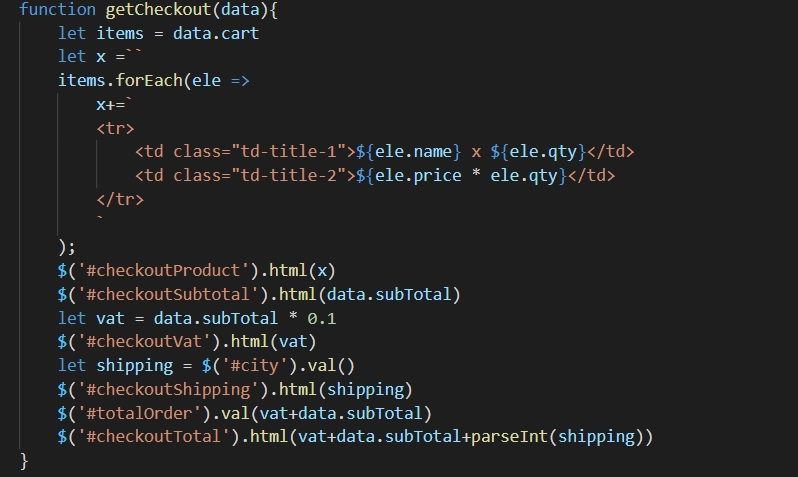 function getCheckout(data){
    let items = data.cart
    let x =``
    items.forEach(ele =>
        x+=`
        <tr>
            <td class="td-title-1">${ele.name} x ${ele.qty}</td>
            <td class="td-title-2">${ele.price * ele.qty}</td>
        </tr>
        `
    );
    $('#checkoutProduct').html(x)
    $('#checkoutSubtotal').html(data.subTotal)
    let vat = data.subTotal * 0.1
    $('#checkoutVat').html(vat)
    let shipping = $('#city').val()
    $('#checkoutShipping').html(shipping)
    $('#totalOrder').val(vat+data.subTotal)
    $('#checkoutTotal').html(vat+data.subTotal+parseInt(shipping))
}